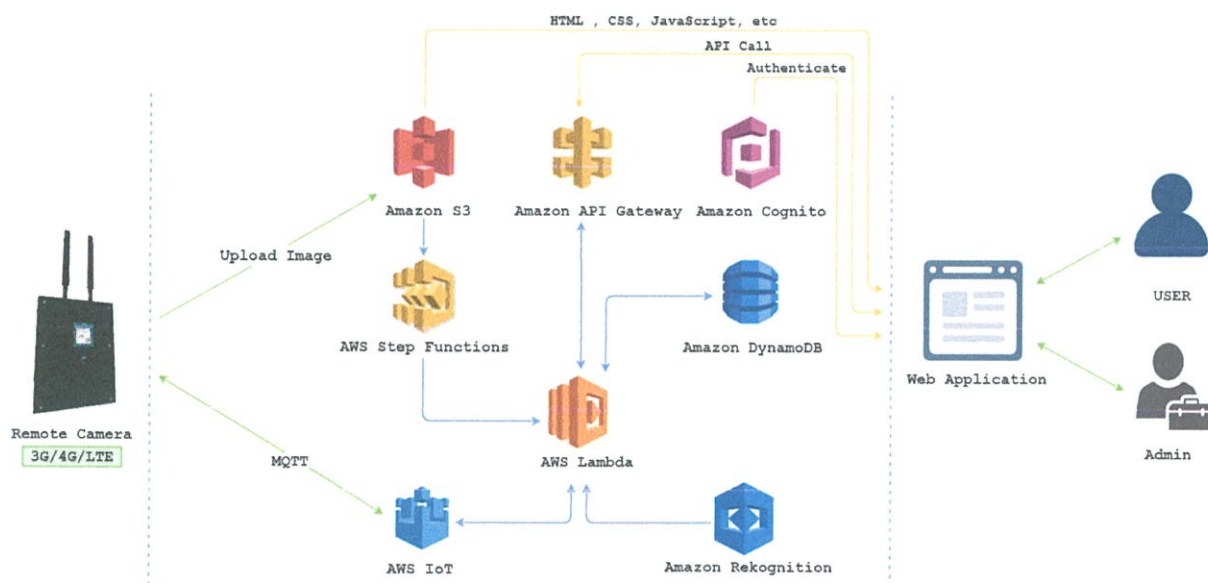 HTML , CSS, JavaScript, etc
API Call
Authenticate
Amazon S3
Amazon API Gateway
Amazon Cognito
Upload Image
AWS Step Functions
Amazon DynamoDB
USER
Web Application
Remote Camera
3G/4G/LTE
MQTT
AWS Lambda
Admin
AWS IoT
Amazon Rekognition